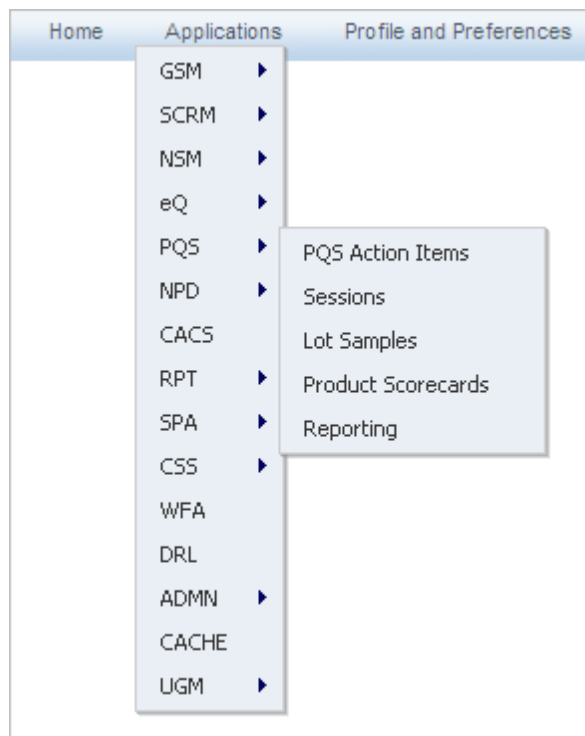 Home Applications Profile and Preferences
GSM
SCRM
NSM
eQ
PQS
NPD
CACS
RPT
SPA
CSS
WFA
DRL
ADMN
CACHE
UGM
PQS Action Items
Sessions
Lot Samples
Product Scorecards
Reporting